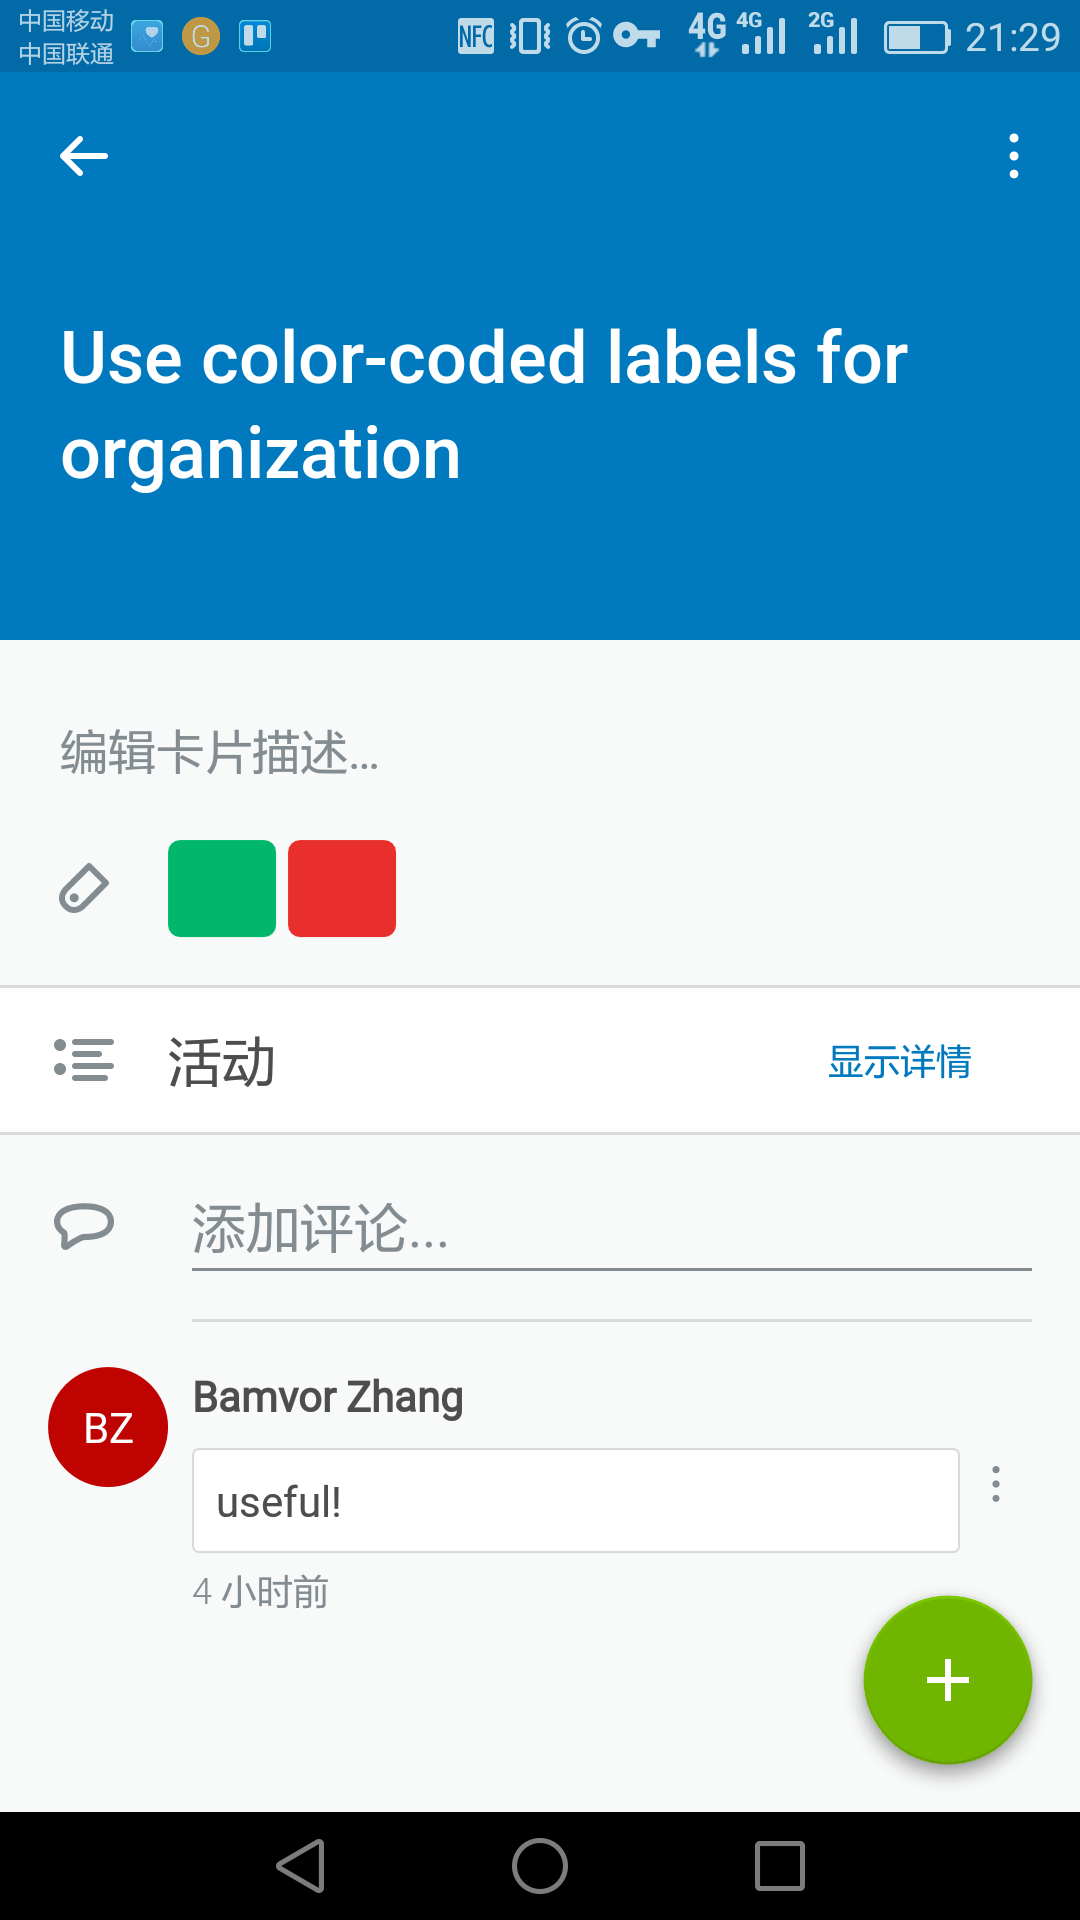 中国移动
中国联通
G
NFC
4G
4G
2G
21:29
Use color-coded labels for
organization
编辑卡片描述...
活动
显示详情
添加评论...
BZ
Bamvor Zhang
useful!
4 小时前